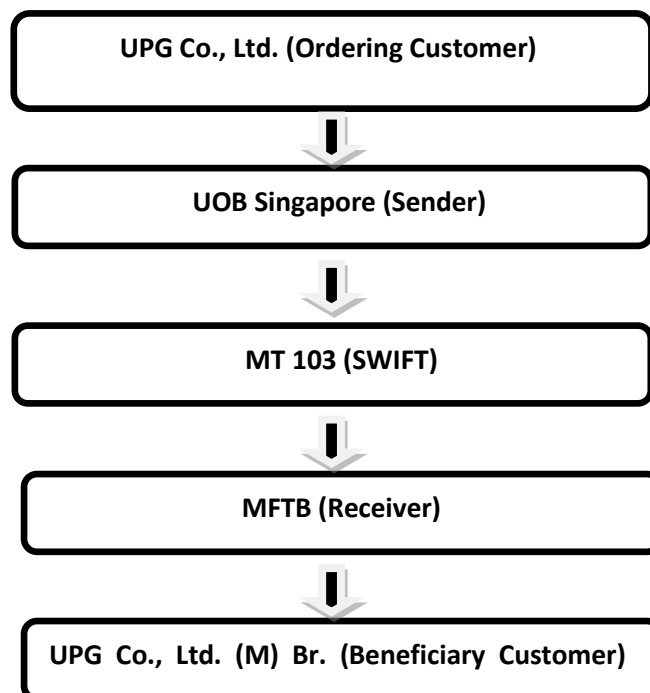 UPG Co., Ltd. (Ordering Customer)
UOB Singapore (Sender)
MT 103 (SWIFT)
MFTB (Receiver)
UPG Co., Ltd. (M) Br. (Beneficiary Customer)